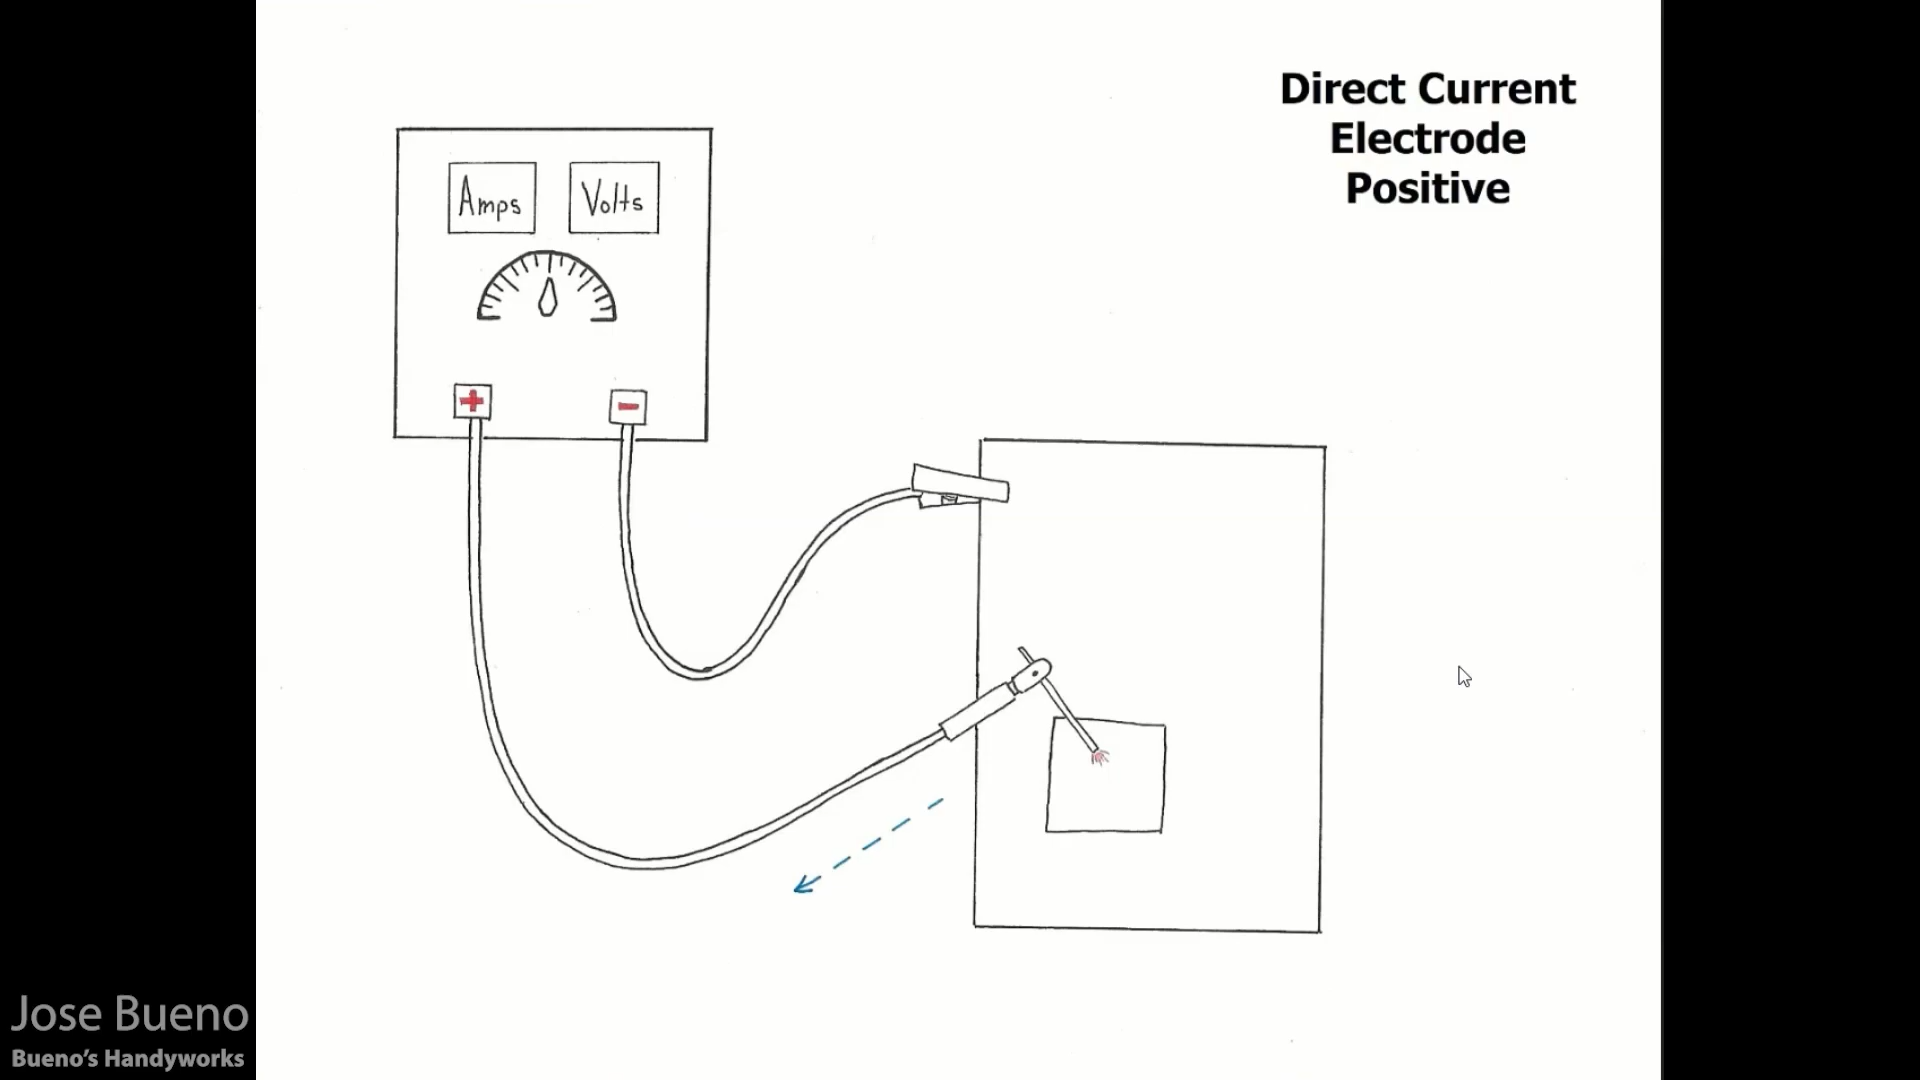 Direct Current
Electrode
Positive
Amps Volts
+ -
Jose Bueno
Bueno's Handyworks